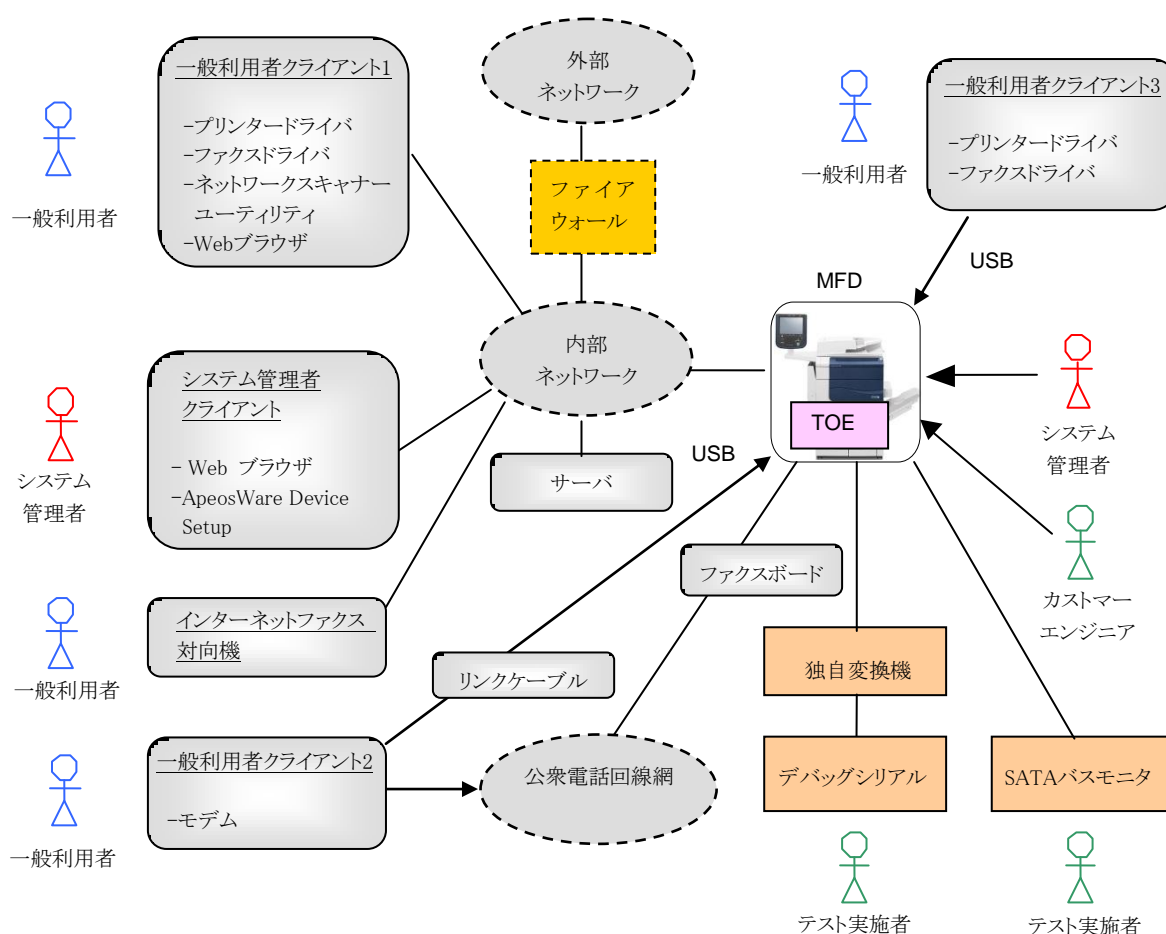 一般利用者クライアント1
-プリンタードライバ
-ファクスドライバ
-ネットワークスキャナー
ユーティリティ
-Webブラウザ
一般利用者
外部
ネットワーク
ファイア
ウォール
一般利用者
一般利用者クライアント3
-プリンタードライバ
-ファクスドライバ
USB
MFD
TOE
内部
ネットワーク
システム管理者
クライアント
- Web ブラウザ
-ApeosWare Device
Setup
システム
管理者
サーバ
USB
システム
管理者
ファクスボード
カストマー
エンジニア
インターネットファクス
対向機
一般利用者
リンクケーブル
独自変換機
一般利用者クライアント2
-モデム
一般利用者
公衆電話回線網
デバッグシリアル
SATAバスモニタ
テスト実施者
テスト実施者